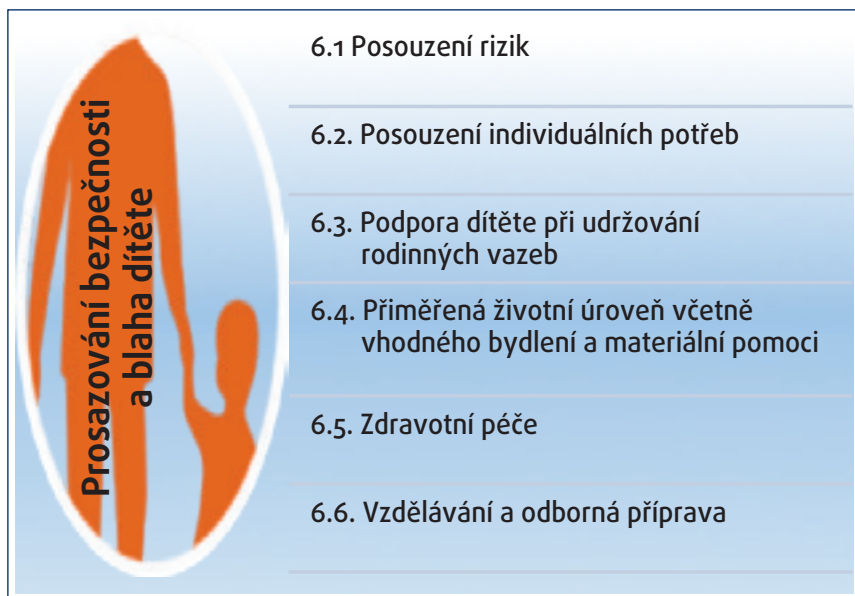 Prosazování bezpečnosti
a blaha dítěte
6.1 Posouzení rizik
6.2. Posouzení individuálních potřeb
6.3. Podpora dítěte při udržování
rodinných vazeb
6.4. Přiměřená životní úroveň včetně
vhodného bydlení a materiální pomoci
6.5. Zdravotní péče
6.6. Vzdělávání a odborná příprava